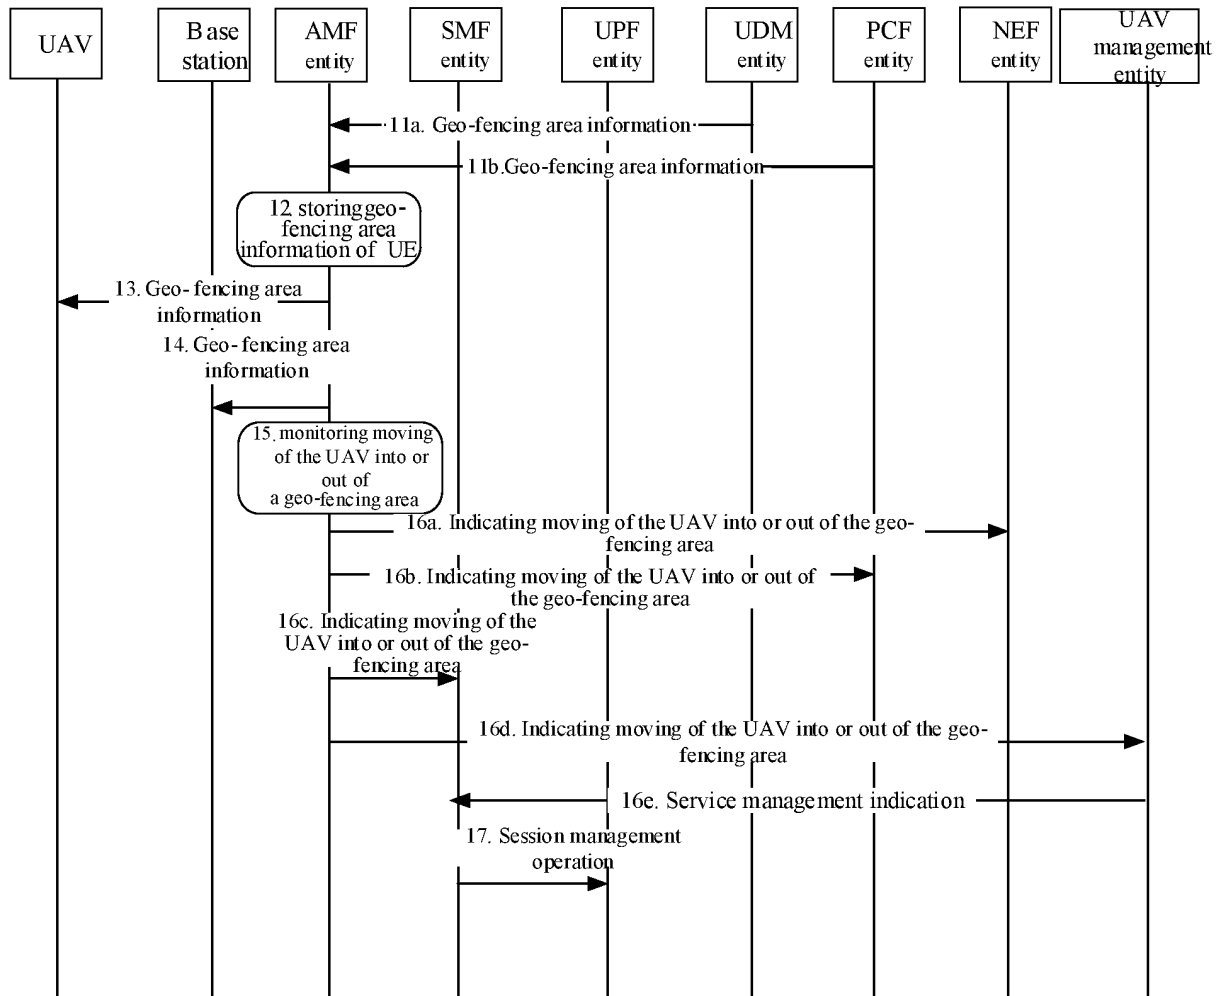 UAV
Base
station
AMF
entity
SMF
entity
UPF
entity
UDM
entity
PCF
entity
NEF
entity
UAV
management
entity
11a. Geo-fencing area information
11b.Geo-fencing area information
12. storing geo-
fencing area
information of UE
13. Geo-fencing area
information
14. Geo-fencing area
information
15. monitoring moving
of the UAV into or
out of
a geo-fencing area
16a. Indicating moving of the UAV into or out of the geo-
fencing area
16b. Indicating moving of the UAV into or out of
the geo-fencing area
16c. Indicating moving of the
UAV into or out of the geo-
fencing area
16d. Indicating moving of the UAV into or out of the geo-
fencing area
16e. Service management indication
17. Session management
operation